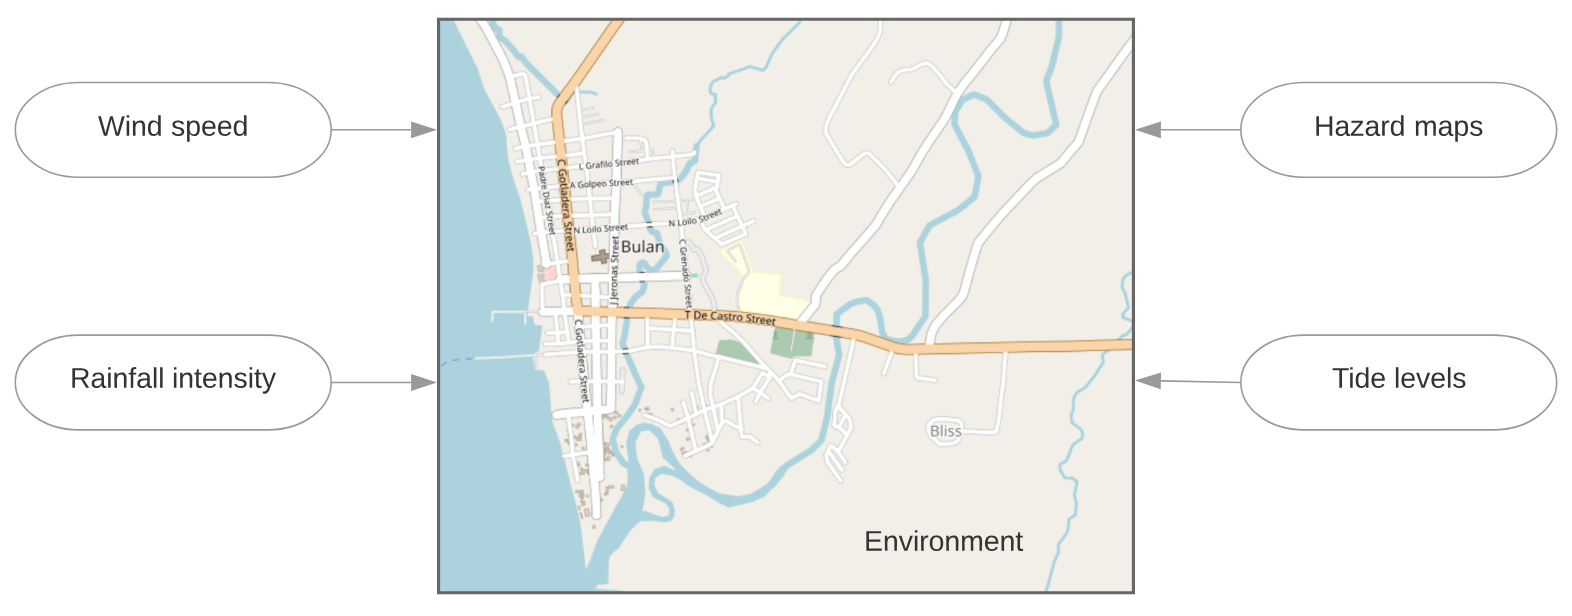 Wind speed
Rainfall intensity
Hazard maps
Tide levels
L Grafilo Street
A Golpeo Street
Padre Diaz Street
C Gotladera Street
N Loilo Street
N Loilo Street
Bulan
J Jeronas Street
C Grenado Street
T De Castro Street
C Gotladera Street
Bliss
Environment